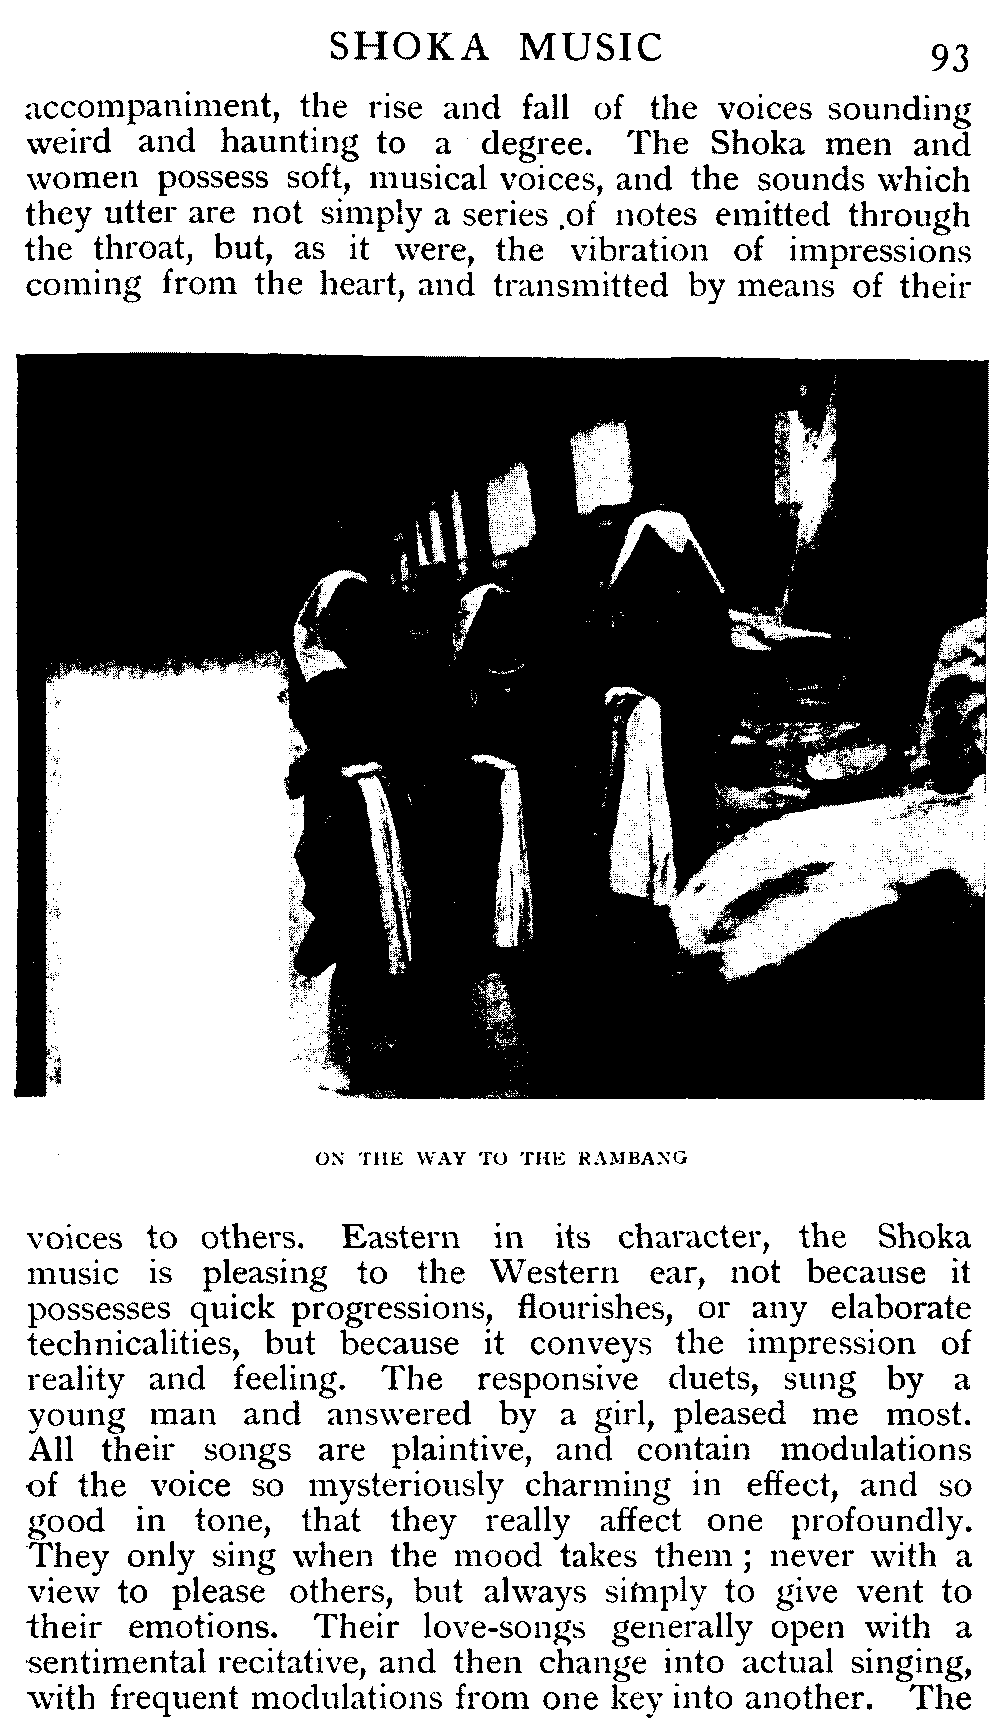 SHOKA MUSIC 93
accompaniment, the rise and fall of the voices sounding
weird and haunting to a degree. The Shoka men and
women possess soft, musical voices, and the sounds which
they utter are not simply a series of notes emitted through
the throat, but, as it were, the vibration of impressions
coming from the heart, and transmitted by means of their
ON THE WAY TO THE RAMBANG
voices to others. Eastern in its character, the Shoka
music is pleasing to the Western ear, not because it
possesses quick progressions, flourishes, or any elaborate
technicalities, but because it conveys the impression of
reality and feeling. The responsive duets, sung by a
young man and answered by a girl, pleased me most.
All their songs are plaintive, and contain modulations
of the voice so mysteriously charming in effect, and so
good in tone, that they really affect one profoundly.
They only sing when the mood takes them ; never with a
view to please others, but always simply to give vent to
their emotions. Their love-songs generally open with a
sentimental recitative, and then change into actual singing,
with frequent modulations from one key into another. The